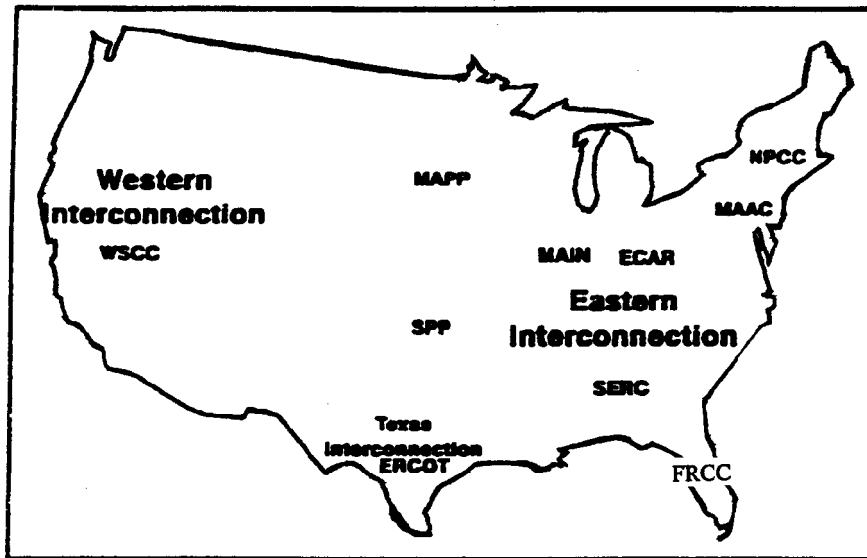 NPCC
Western
Interconnection
MAPP
MAAC
WSCC
MAIN
ECAR
Eastern
Interconnection
SPP
SERC
Texas
Interconnection
ERCOT
FRCC